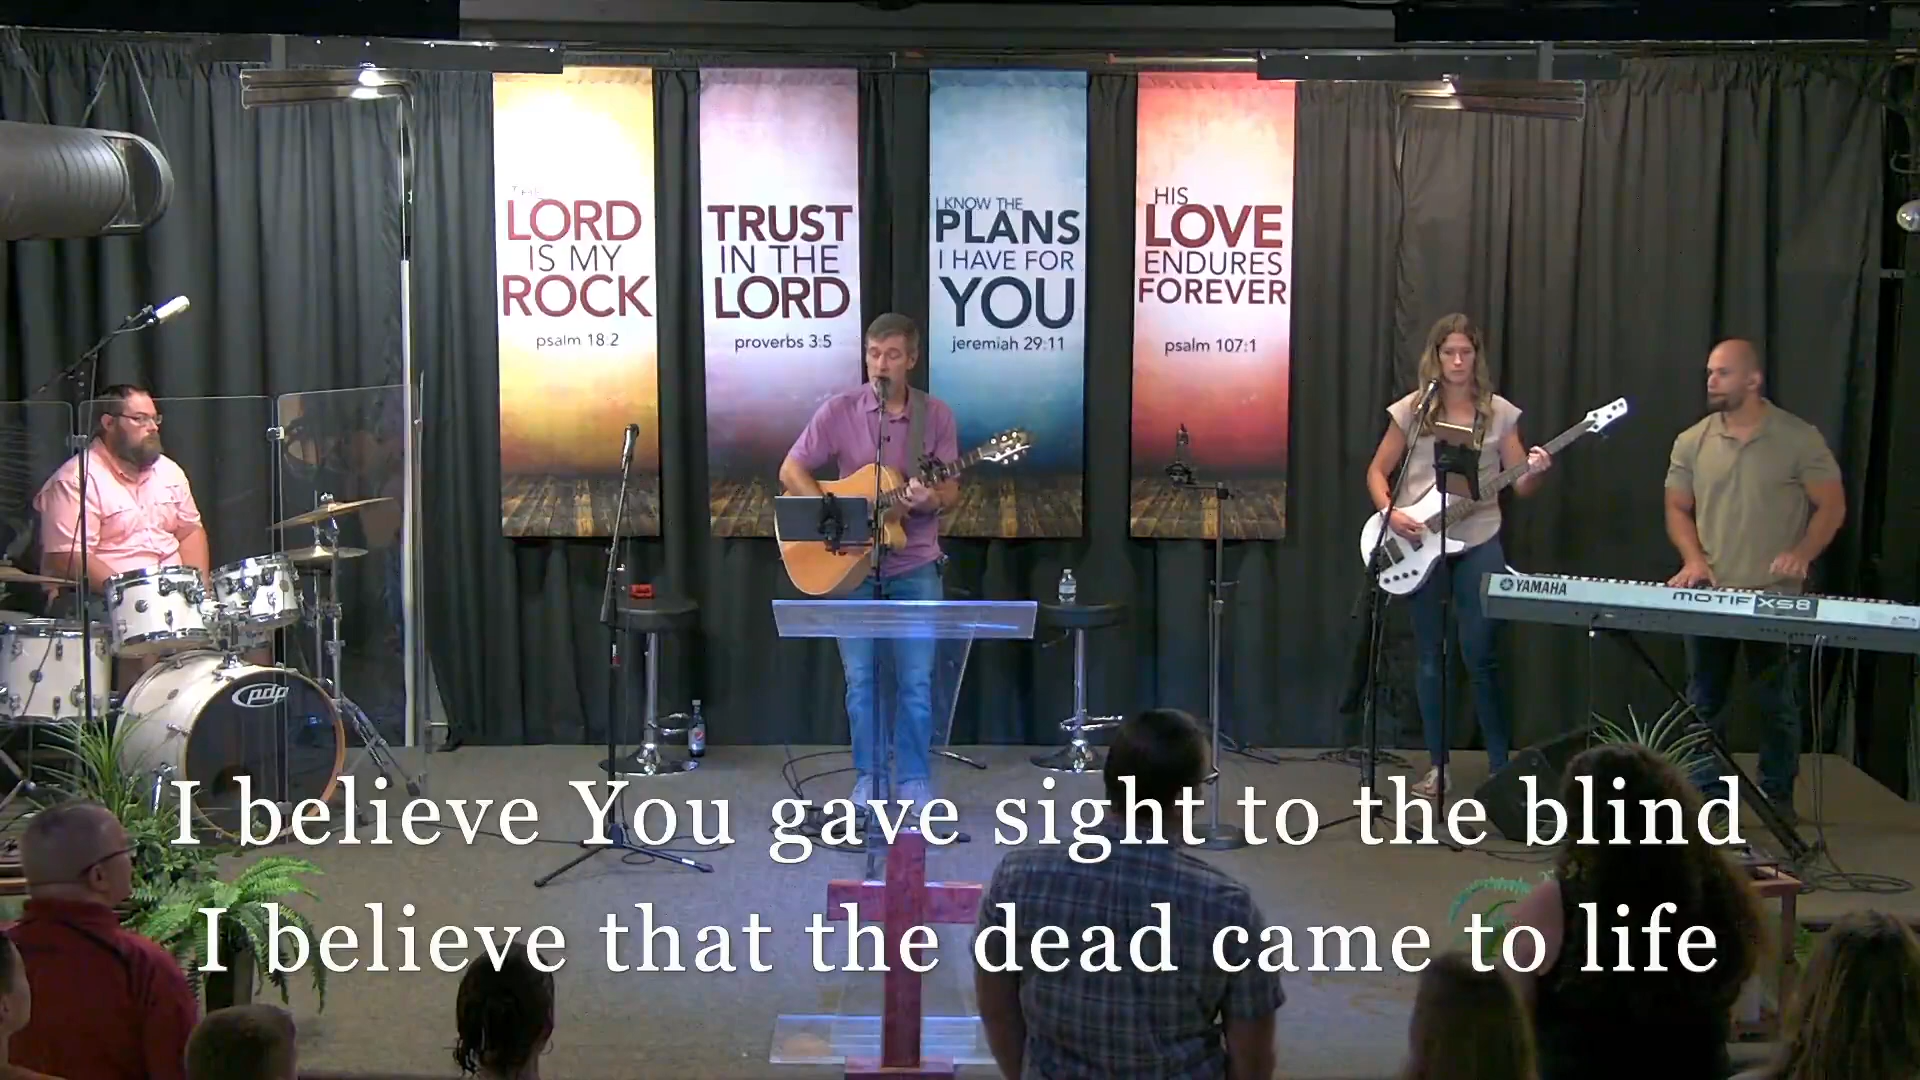 THE
LORD
IS MY
ROCK
psalm 18:2
TRUST
IN THE
LORD
proverbs 3:5
I KNOW THE
PLANS
I HAVE FOR
YOU
jeremiah 29:11
HIS
LOVE
ENDURES
FOREVER
psalm 107:1
YAMAHA
MOTIF XS8
pdp
I believe You gave sight to the blind
I believe that the dead came to life